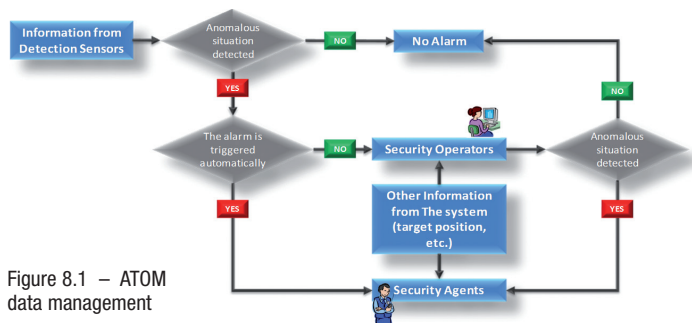 Information from
Detection Sensors
Anomalous
situation
detected
NO
No Alarm
YES
NO
The alarm is
triggered
automatically
NO
Security Operators
Anomalous
situation
detected
YES
Other Information
from The system
(target position,
etc.)
YES
Security Agents
Figure 8.1 – ATOM
data management